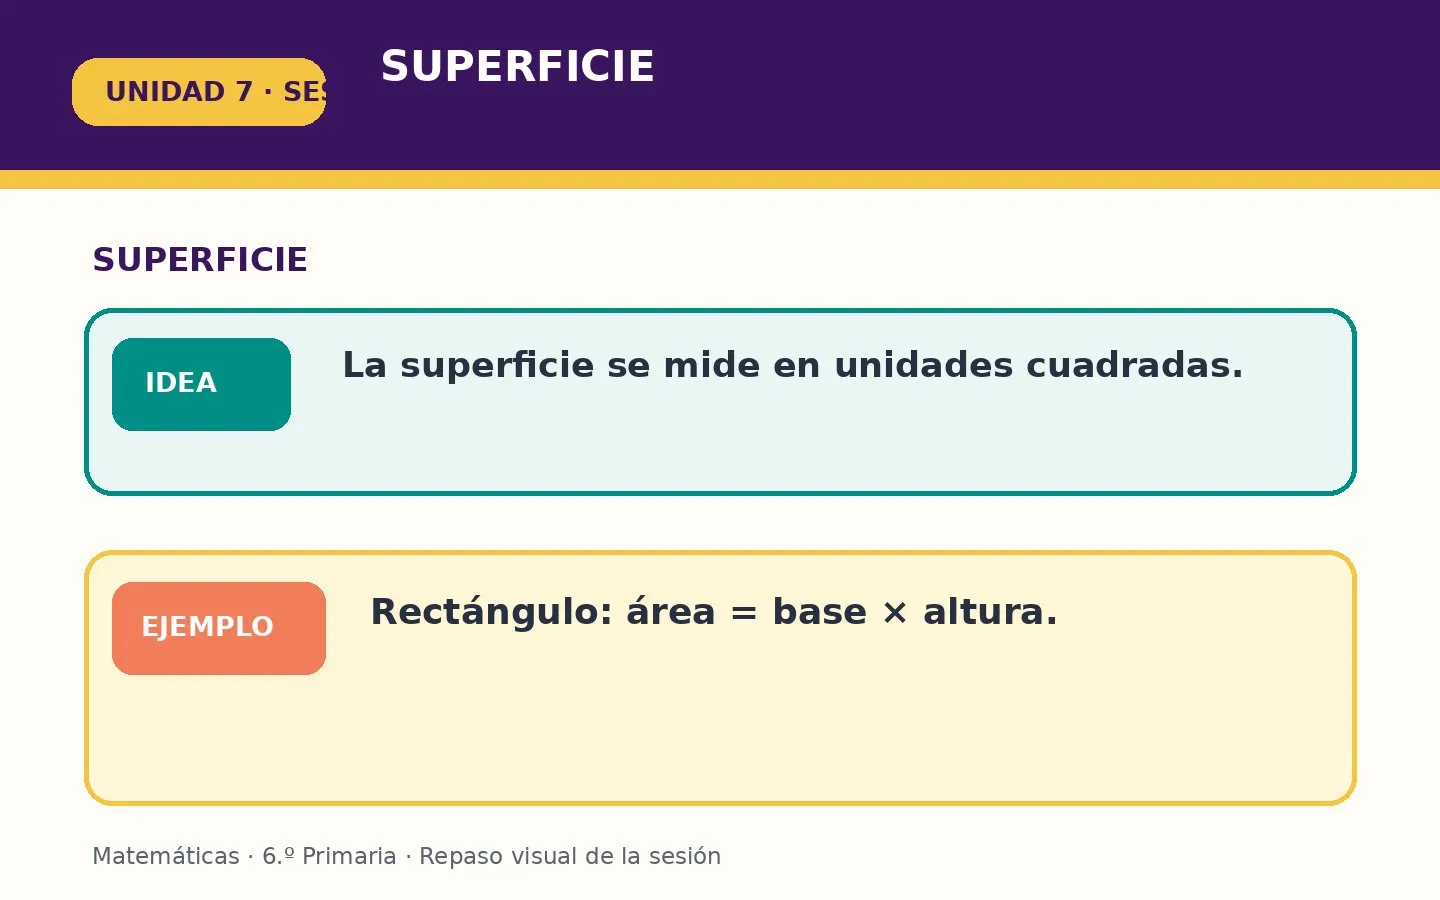 UNIDAD 7 · SES
SUPERFICIE
SUPERFICIE
IDEA
La superficie se mide en unidades cuadradas.
EJEMPLO
Rectángulo: área = base × altura.
Matemáticas · 6.º Primaria · Repaso visual de la sesión